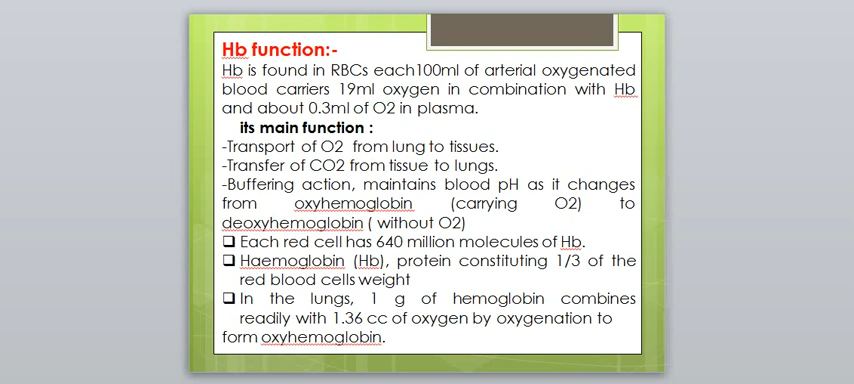 Hb function:-
Hb is found in RBCs each100ml of arterial oxygenated
blood carriers 19ml oxygen in combination with Hb
and about 0.3ml of O2 in plasma.
its main function :
-Transport of O2 from lung to tissues.
-Transfer of CO2 from tissue to lungs.
-Buffering action, maintains blood pH as it changes
from oxyhemoglobin (carrying O2) to
deoxyhemoglobin ( without O2)
❑ Each red cell has 640 million molecules of Hb.
❑ Haemoglobin (Hb), protein constituting 1/3 of the
red blood cells weight
❑ In the lungs, 1 g of hemoglobin combines
readily with 1.36 cc of oxygen by oxygenation to
form oxyhemoglobin.